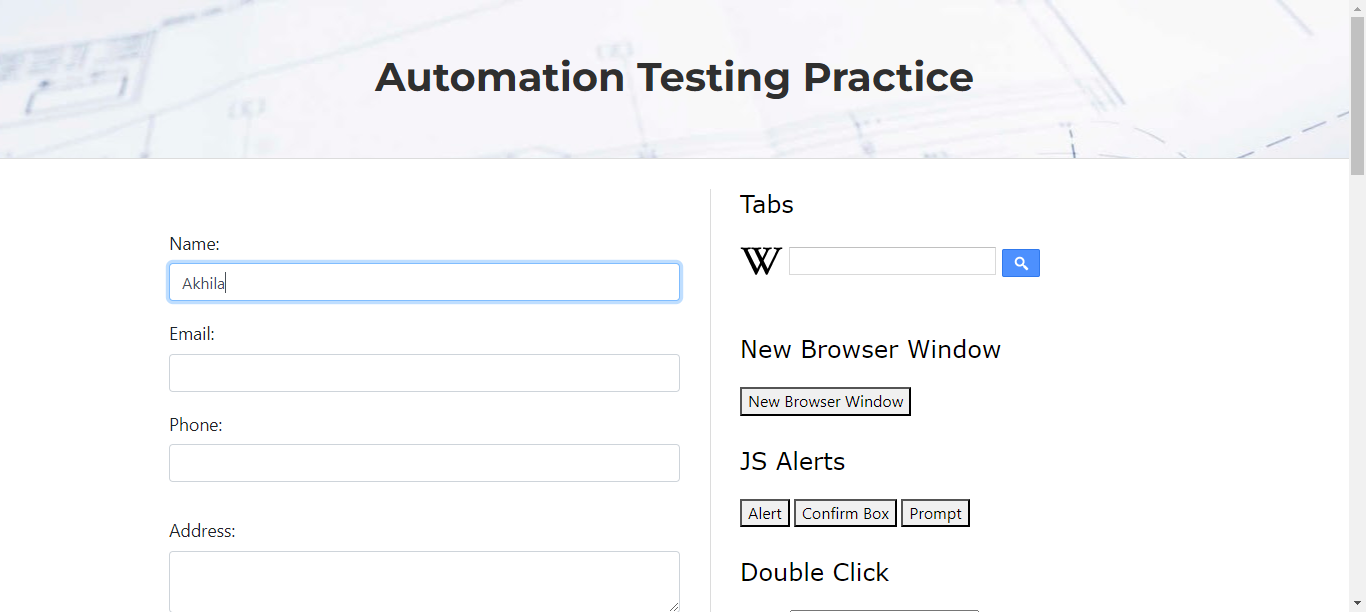 Automation Testing Practice
Name:
Akhila
Email:
Phone:
Address:
Tabs
W
New Browser Window
New Browser Window
JS Alerts
Alert Confirm Box Prompt
Double Click